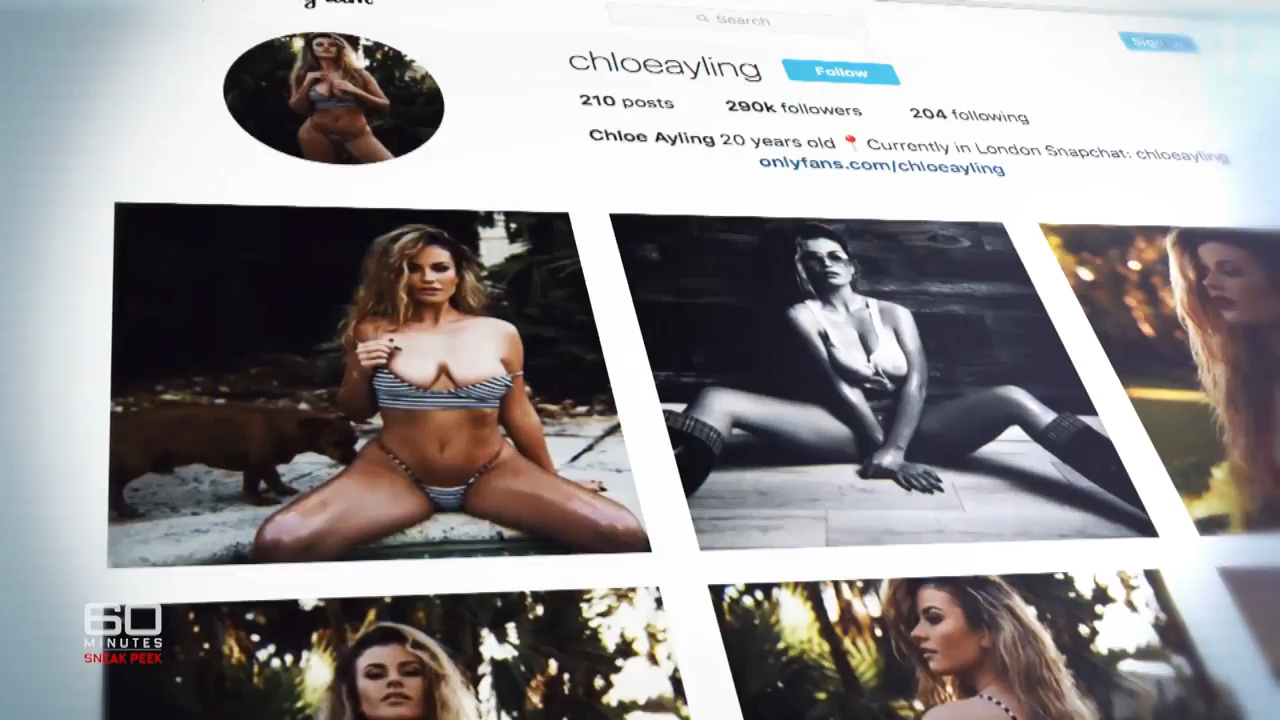 Search
chloeayling
Follow
210 posts 290k followers 204 following
Chloe Ayling 20 years old 📍 Currently in London Snapchat: chloeayling
onlyfans.com/chloeayling
60
MINUTES
SNEAK PEEK